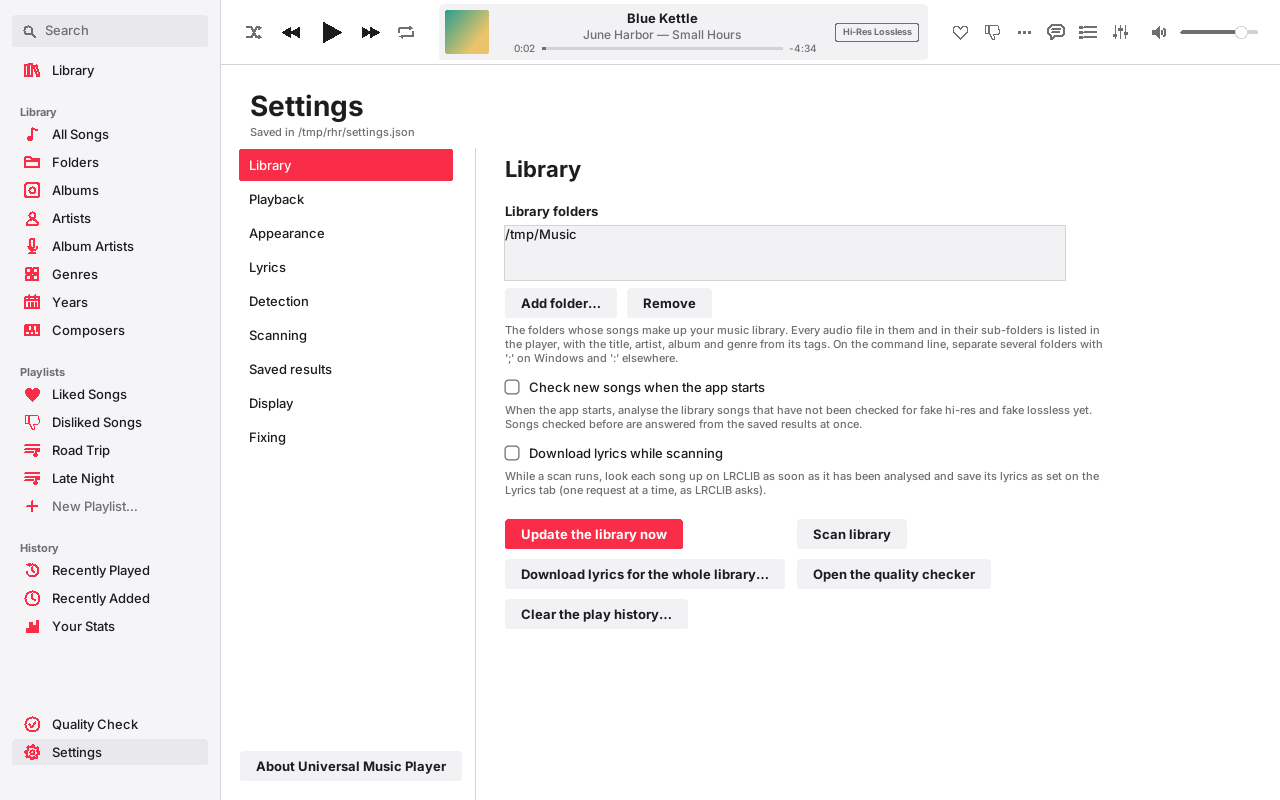 Search
Library
Library
All Songs
Folders
Albums
Artists
Album Artists
Genres
Years
Composers
Playlists
Liked Songs
Disliked Songs
Road Trip
Late Night
New Playlist...
History
Recently Played
Recently Added
Your Stats
Quality Check
Settings
Blue Kettle
June Harbor — Small Hours
0:02
-4:34
Hi-Res Lossless
Settings
Saved in /tmp/rhr/settings.json
Library
Playback
Appearance
Lyrics
Detection
Scanning
Saved results
Display
Fixing
About Universal Music Player
Library
Library folders
/tmp/Music
Add folder...
Remove
The folders whose songs make up your music library. Every audio file in them and in their sub-folders is listed in
the player, with the title, artist, album and genre from its tags. On the command line, separate several folders with
';' on Windows and ':' elsewhere.
Check new songs when the app starts
When the app starts, analyse the library songs that have not been checked for fake hi-res and fake lossless yet.
Songs checked before are answered from the saved results at once.
Download lyrics while scanning
While a scan runs, look each song up on LRCLIB as soon as it has been analysed and save its lyrics as set on the
Lyrics tab (one request at a time, as LRCLIB asks).
Update the library now
Scan library
Download lyrics for the whole library...
Open the quality checker
Clear the play history...